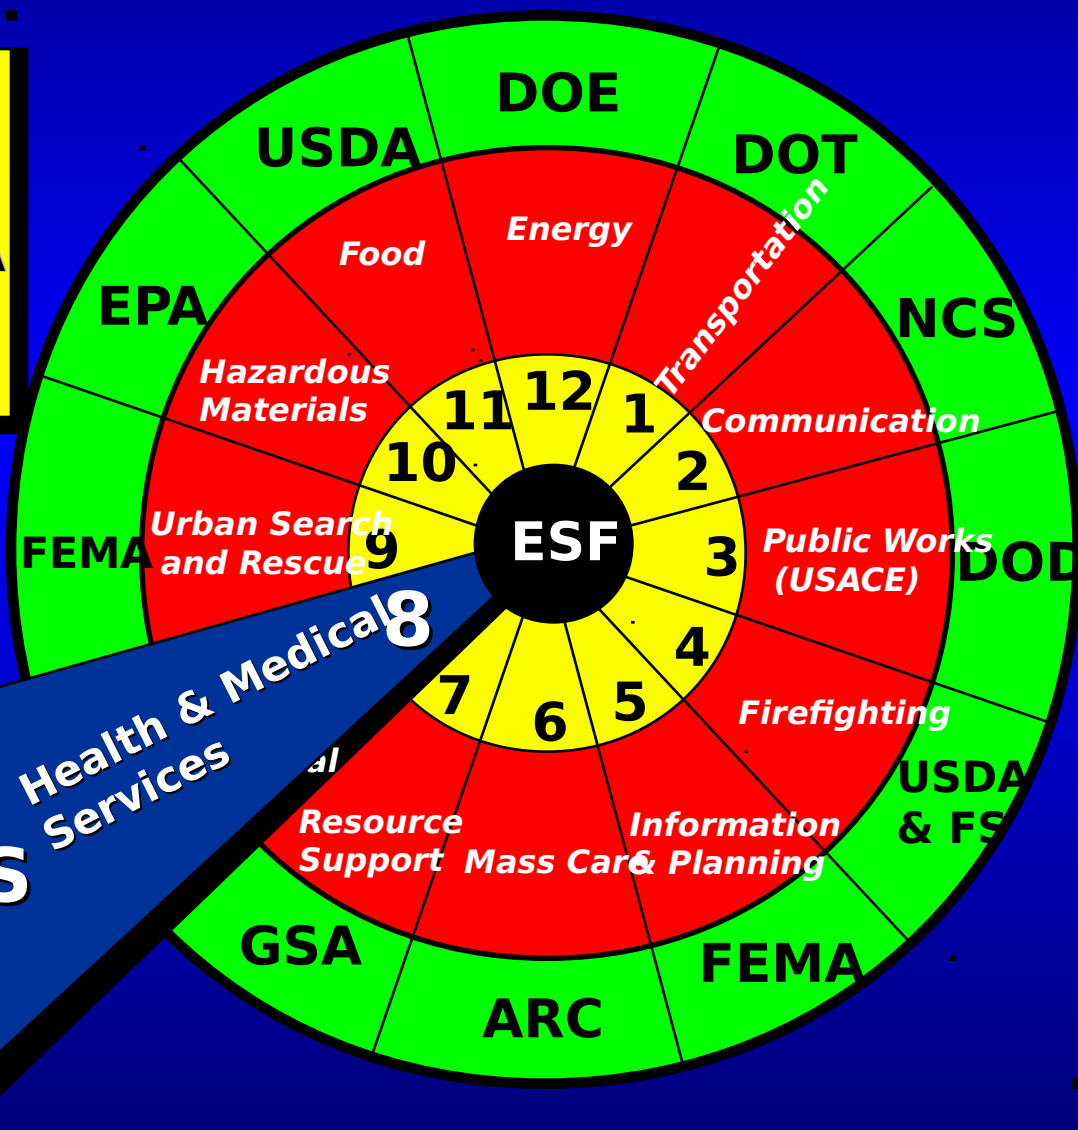 DOE
USDA
DOT
EPA
NCS
FEMA
DOD
USDA
& FS
FEMA
ARC
GSA
Energy
Food
Transportation
Hazardous
Materials
Communication
Urban Search
and Rescue
Public Works
(USACE)
Firefighting
Information
& Planning
Mass Care
Resource
Support
al
Health & Medical
Services
S
12
1
2
3
4
5
6
7
8
9
10
11
ESF